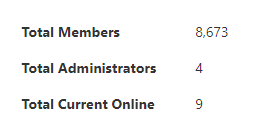 Total Members 8,673
Total Administrators 4
Total Current Online 9